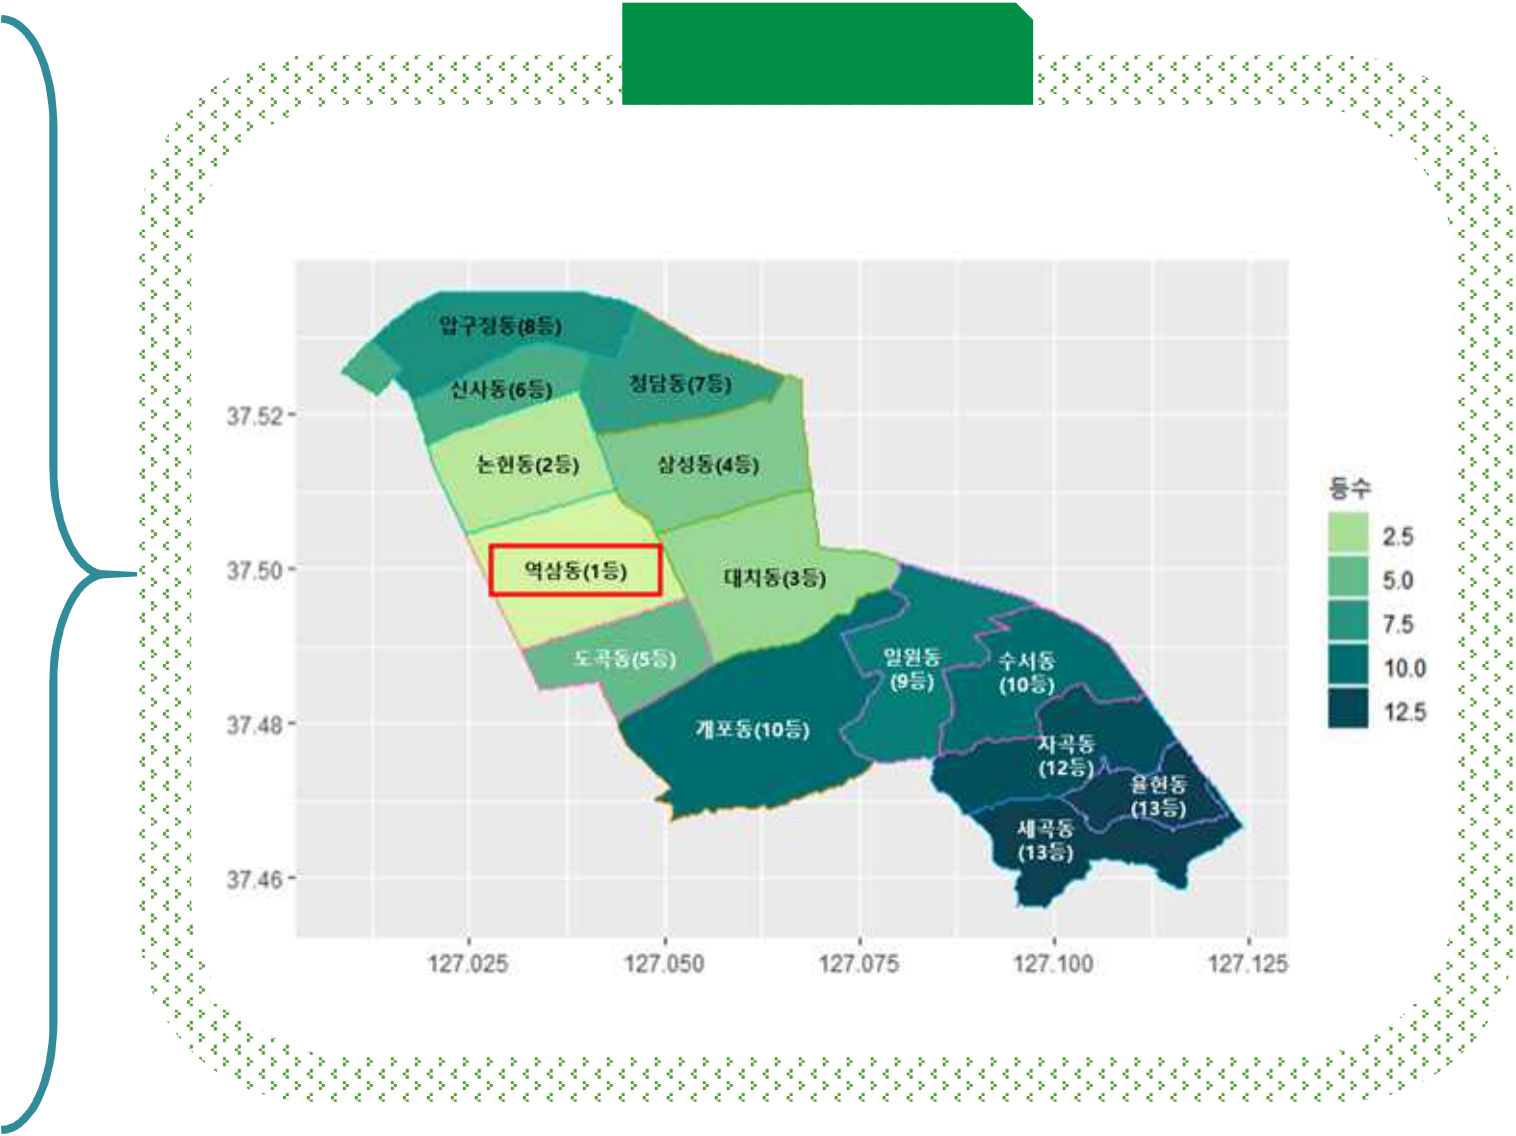 압구정동(8등)
신사동(6등)
청담동(7등)
논현동(2등)
삼성동(4등)
역삼동(1등)
대치동(3등)
도곡동(5등)
일원동
(9등)
수서동
(10등)
개포동(10등)
자곡동
(12등)
율현동
(13등)
세곡동
(13등)
37.52
37.50
37.48
37.46
127.025
127.050
127.075
127.100
127.125
등수
2.5
5.0
7.5
10.0
12.5